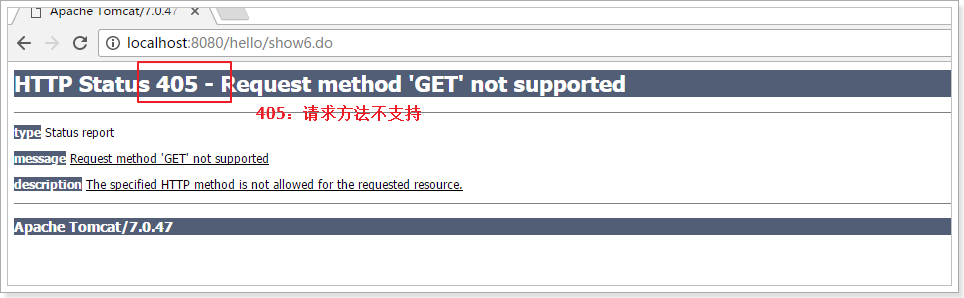 Apache Tomcat/7.0.47
localhost:8080/hello/show6.do
HTTP Status 405 - Request method 'GET' not supported
405：请求方法不支持
type Status report
message Request method 'GET' not supported
description The specified HTTP method is not allowed for the requested resource.
Apache Tomcat/7.0.47